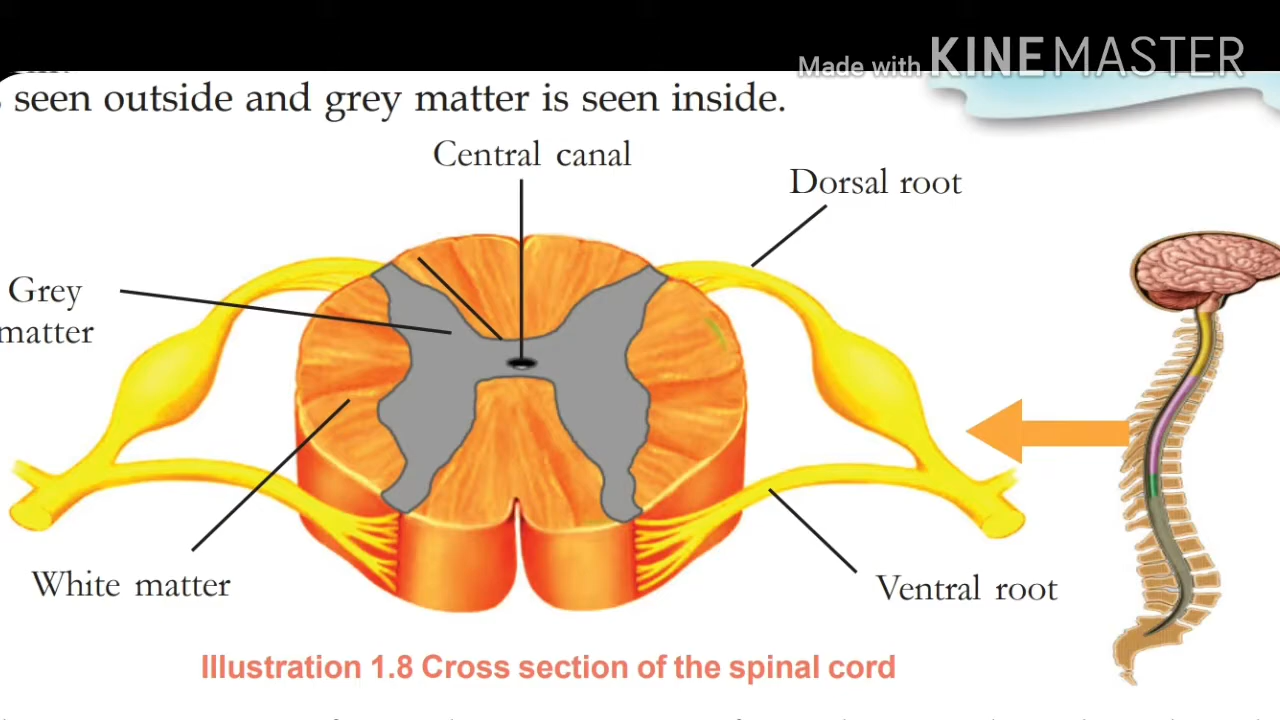 Made with KINEMASTER
seen outside and grey matter is seen inside.
Central canal
Dorsal root
Grey
matter
White matter
Ventral root
Illustration 1.8 Cross section of the spinal cord